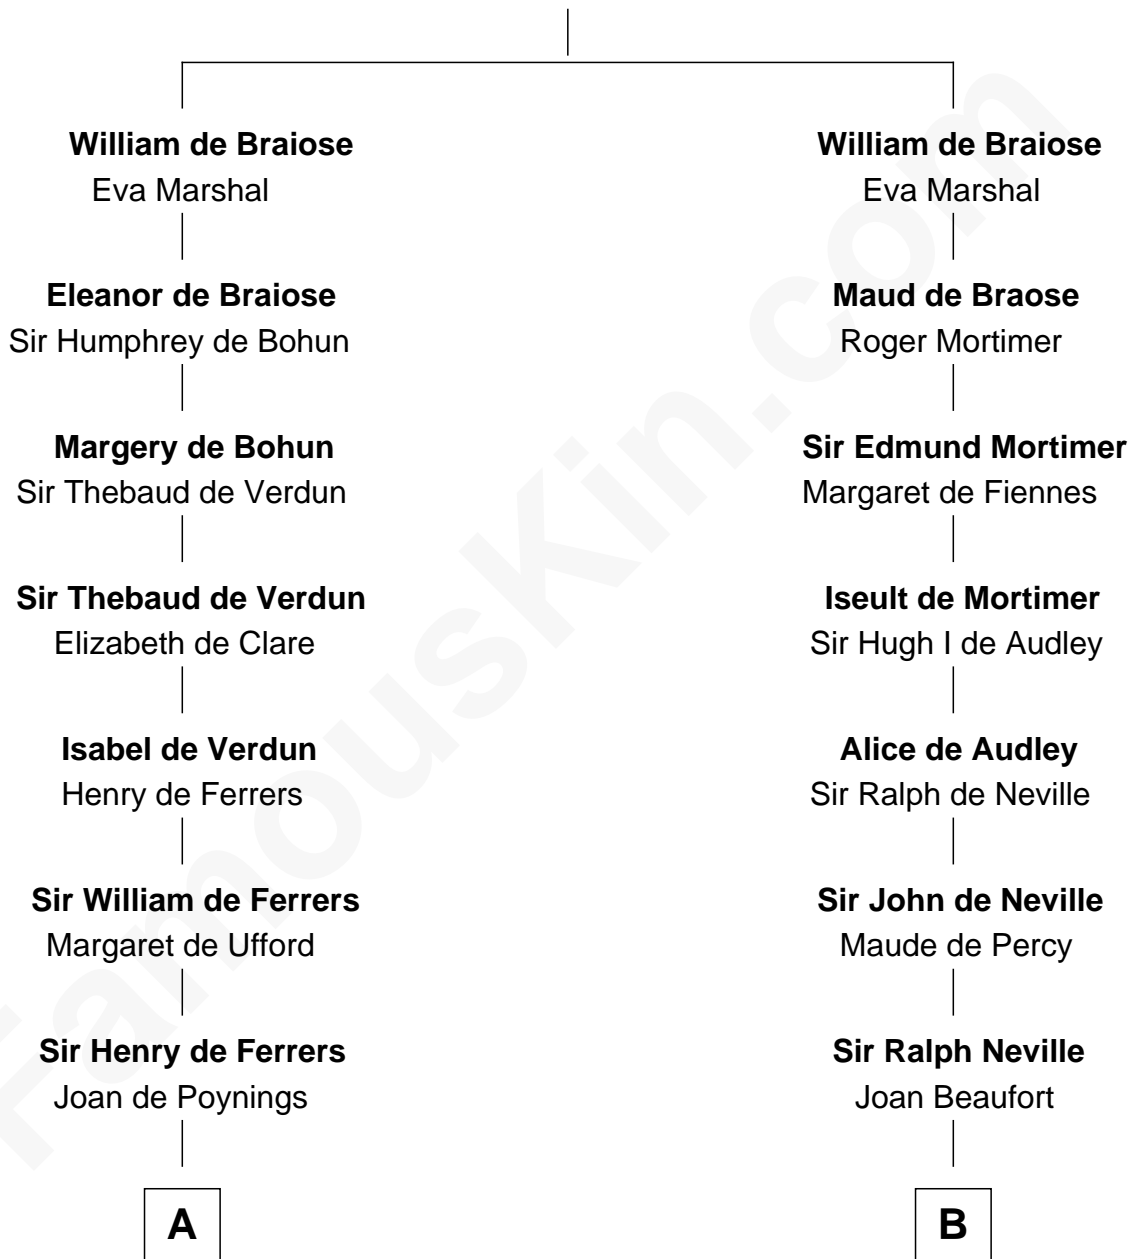 William de Braiose
Eva Marshal
Eleanor de Braiose
Sir Humphrey de Bohun
Margery de Bohun
Sir Thebaud de Verdun
Sir Thebaud de Verdun
Elizabeth de Clare
Isabel de Verdun
Henry de Ferrers
Sir William de Ferrers
Margaret de Ufford
Sir Henry de Ferrers
Joan de Poynings
A
William de Braiose
Eva Marshal
Maud de Braose
Roger Mortimer
Sir Edmund Mortimer
Margaret de Fiennes
Iseult de Mortimer
Sir Hugh I de Audley
Alice de Audley
Sir Ralph de Neville
Sir John de Neville
Maude de Percy
Sir Ralph Neville
Joan Beaufort
B
FamousKin.com